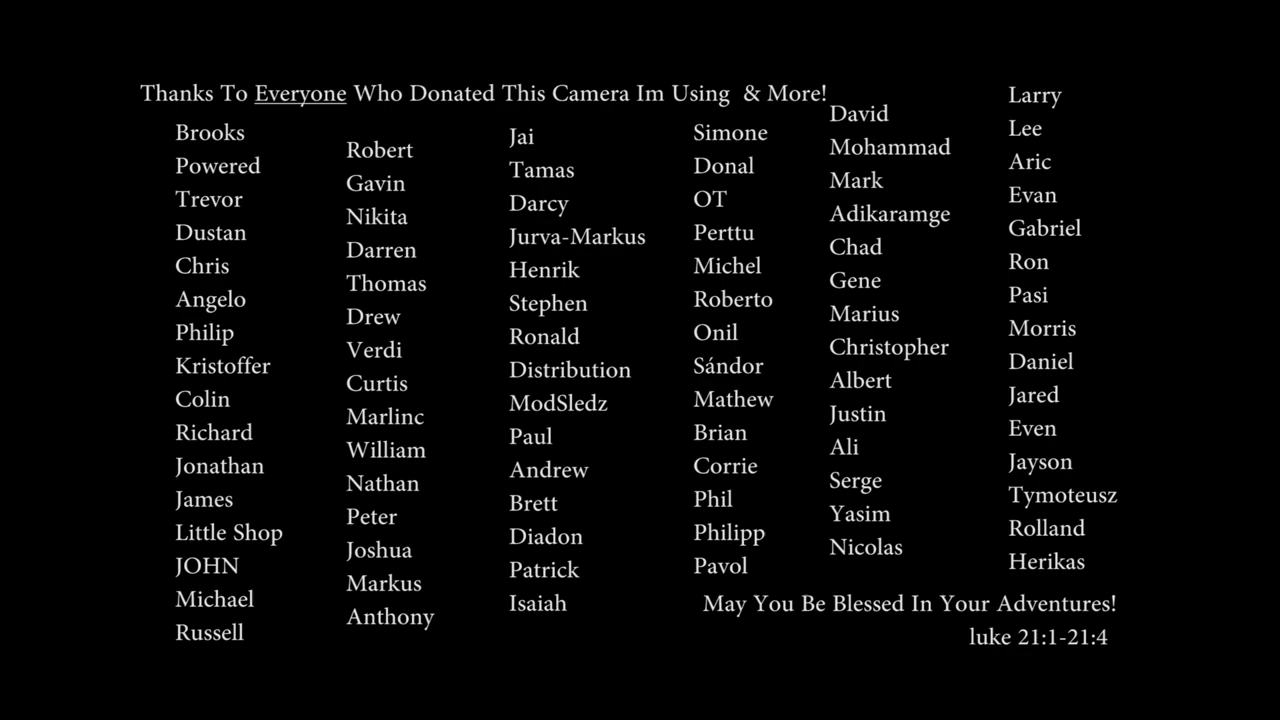 Thanks To Everyone Who Donated This Camera Im Using & More!
Brooks
Powered
Trevor
Dustan
Chris
Angelo
Philip
Kristoffer
Colin
Richard
Jonathan
James
Little Shop
JOHN
Michael
Russell
Robert
Gavin
Nikita
Darren
Thomas
Drew
Verdi
Curtis
Marlinc
William
Nathan
Peter
Joshua
Markus
Anthony
Jai
Tamas
Darcy
Jurva-Markus
Henrik
Stephen
Ronald
Distribution
ModSledz
Paul
Andrew
Brett
Diadon
Patrick
Isaiah
Simone
Donal
OT
Perttu
Michel
Roberto
Onil
Sándor
Mathew
Brian
Corrie
Phil
Philipp
Pavol
David
Mohammad
Mark
Adikaramge
Chad
Gene
Marius
Christopher
Albert
Justin
Ali
Serge
Yasim
Nicolas
Larry
Lee
Aric
Evan
Gabriel
Ron
Pasi
Morris
Daniel
Jared
Even
Jayson
Tymoteusz
Rolland
Herikas
May You Be Blessed In Your Adventures!
luke 21:1-21:4